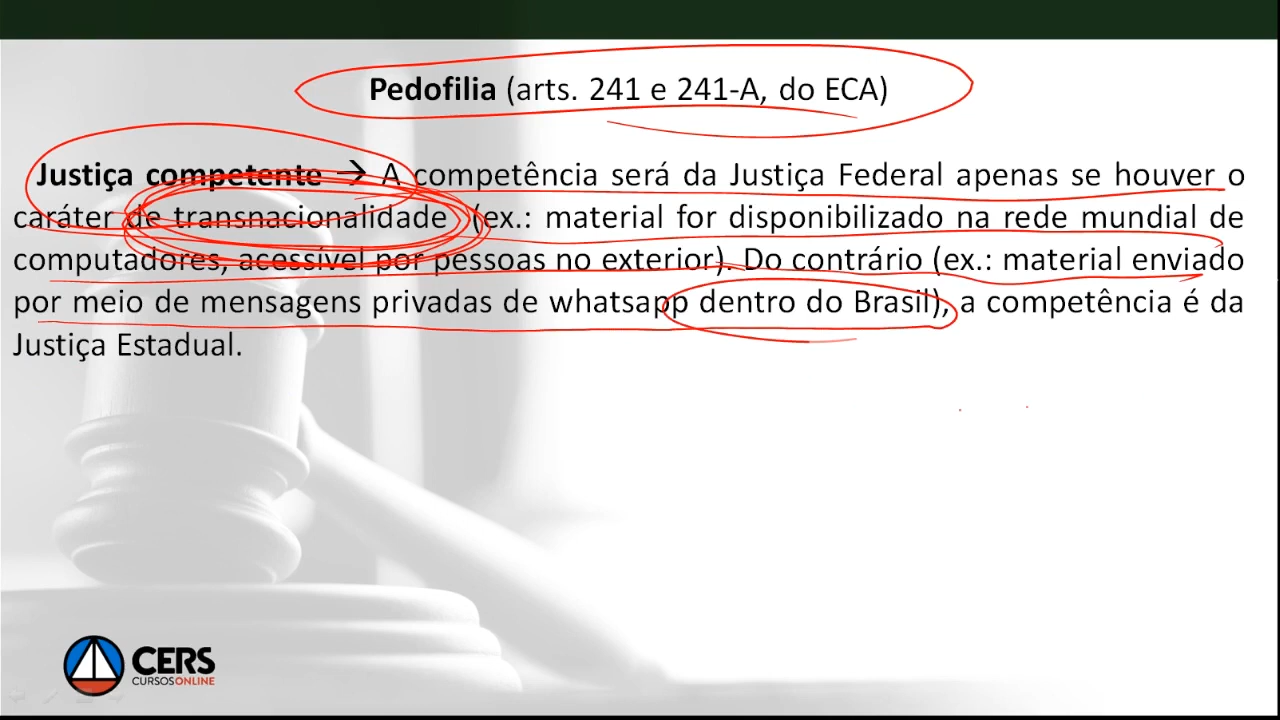 Pedofilia (arts. 241 e 241-A, do ECA)
Justiça competente → A competência será da Justiça Federal apenas se houver o
caráter de transnacionalidade (ex.: material for disponibilizado na rede mundial de
computadores, acessível por pessoas no exterior). Do contrário (ex.: material enviado
por meio de mensagens privadas de whatsapp dentro do Brasil), a competência é da
Justiça Estadual.
CERS
CURSOS ONLINE